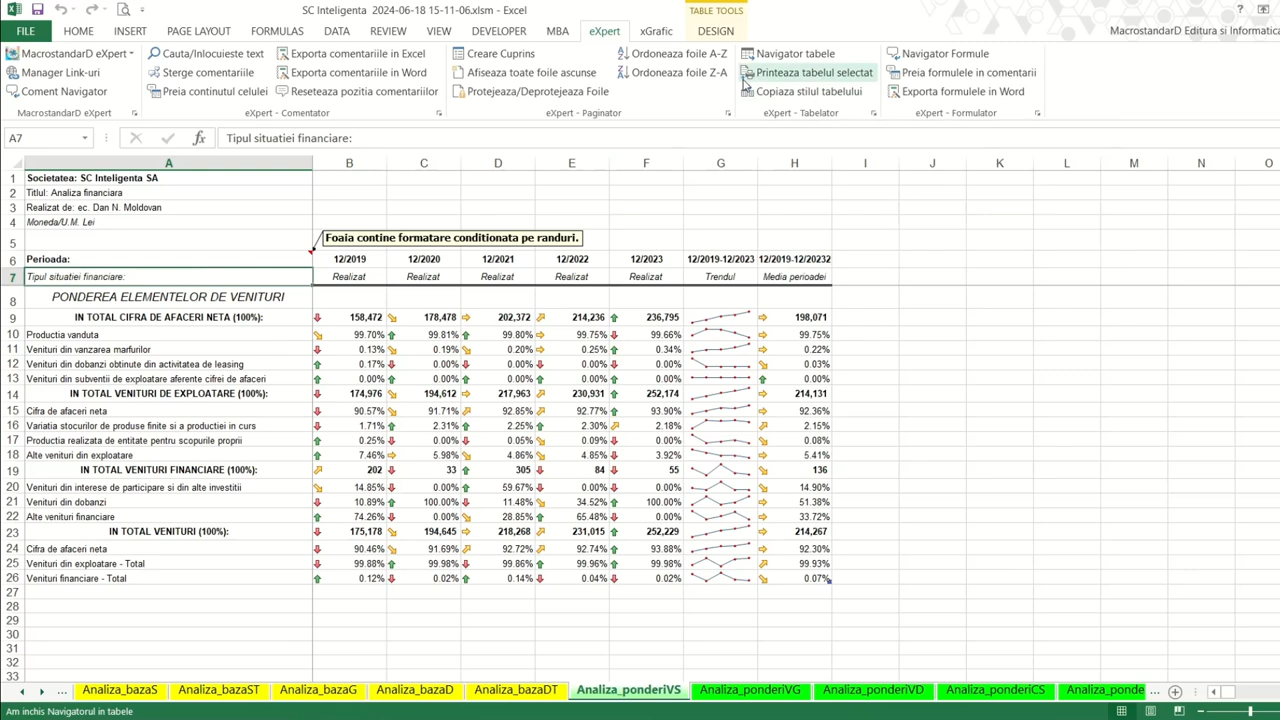 SC Inteligenta 2024-06-18 15-11-06.xlsm - Excel
TABLE TOOLS
FILE HOME INSERT PAGE LAYOUT FORMULAS DATA REVIEW VIEW DEVELOPER MBA eXpert xGrafic DESIGN
Macrostandard Editura si Informatica
MacrostandarD eXpert Cauta/Inlocuieste text Exporta comentariile in Excel Creare Cuprins Ordoneaza foile A-Z Navigator tabele Navigator Formule
Manager Link-uri Sterge comentariile Exporta comentariile in Word Afiseaza toate foile ascunse Ordoneaza foile Z-A Printeaza tabelul selectat Preia formulele in comentarii
Coment Navigator Preia continutul celulei Reseteaza pozitia comentariilor Protejeaza/Deprotejeaza Foile Copiaza stilul tabelului Exporta formulele in Word
MacrostandarD eXpert eXpert - Comentator eXpert - Paginator eXpert - Tabelator eXpert - Formulator
A7 fx Tipul situatiei financiare:
A B C D E F G H I J K L M N O
1 Societatea: SC Inteligenta SA
2 Titlul: Analiza financiara
3 Realizat de: ec. Dan N. Moldovan
4 Moneda/U.M. Lei
5 Foaia contine formatare conditionata pe randuri.
6 Perioada: 12/2019 12/2020 12/2021 12/2022 12/2023 12/2019-12/2023 12/2019-12/20232
7 Tipul situatiei financiare: Realizat Realizat Realizat Realizat Realizat Trendul Media perioadei
8 PONDEREA ELEMENTELOR DE VENITURI
9 IN TOTAL CIFRA DE AFACERI NETA (100%): 158,472 178,478 202,372 214,236 236,795 198,071
10 Productia vanduta 99.70% 99.81% 99.80% 99.75% 99.66% 99.75%
11 Venituri din vanzarea marfurilor 0.13% 0.19% 0.20% 0.25% 0.34% 0.22%
12 Venituri din dobanzi obtinute din activitatea de leasing 0.17% 0.00% 0.00% 0.00% 0.00% 0.03%
13 Venituri din subventii de exploatare aferente cifrei de afaceri 0.00% 0.00% 0.00% 0.00% 0.00% 0.00%
14 IN TOTAL VENITURI DE EXPLOATARE (100%): 174,976 194,612 217,963 230,931 252,174 214,131
15 Cifra de afaceri neta 90.57% 91.71% 92.85% 92.77% 93.90% 92.36%
16 Variatia stocurilor de produse finite si a productiei in curs 1.71% 2.31% 2.25% 2.30% 2.18% 2.15%
17 Productia realizata de entitate pentru scopurile proprii 0.25% 0.00% 0.05% 0.09% 0.00% 0.08%
18 Alte venituri din exploatare 7.46% 5.98% 4.86% 4.85% 3.92% 5.41%
19 IN TOTAL VENITURI FINANCIARE (100%): 202 33 305 84 55 136
20 Venituri din interese de participare si din alte investitii 14.85% 0.00% 59.67% 0.00% 0.00% 14.90%
21 Venituri din dobanzi 10.89% 100.00% 11.48% 34.52% 100.00% 51.38%
22 Alte venituri financiare 74.26% 0.00% 28.85% 65.48% 0.00% 33.72%
23 IN TOTAL VENITURI (100%): 175,178 194,645 218,268 231,015 252,229 214,267
24 Cifra de afaceri neta 90.46% 91.69% 92.72% 92.74% 93.88% 92.30%
25 Venituri din exploatare - Total 99.88% 99.98% 99.86% 99.96% 99.98% 99.93%
26 Venituri financiare - Total 0.12% 0.02% 0.14% 0.04% 0.02% 0.07%
27
28
29
30
31
32
33
... Analiza_bazaS Analiza_bazaST Analiza_bazaG Analiza_bazaD Analiza_bazaDT Analiza_ponderiVS Analiza_ponderiVG Analiza_ponderiVD Analiza_ponderiCS Analiza_ponde ...
Am inchis Navigatorul in tabele